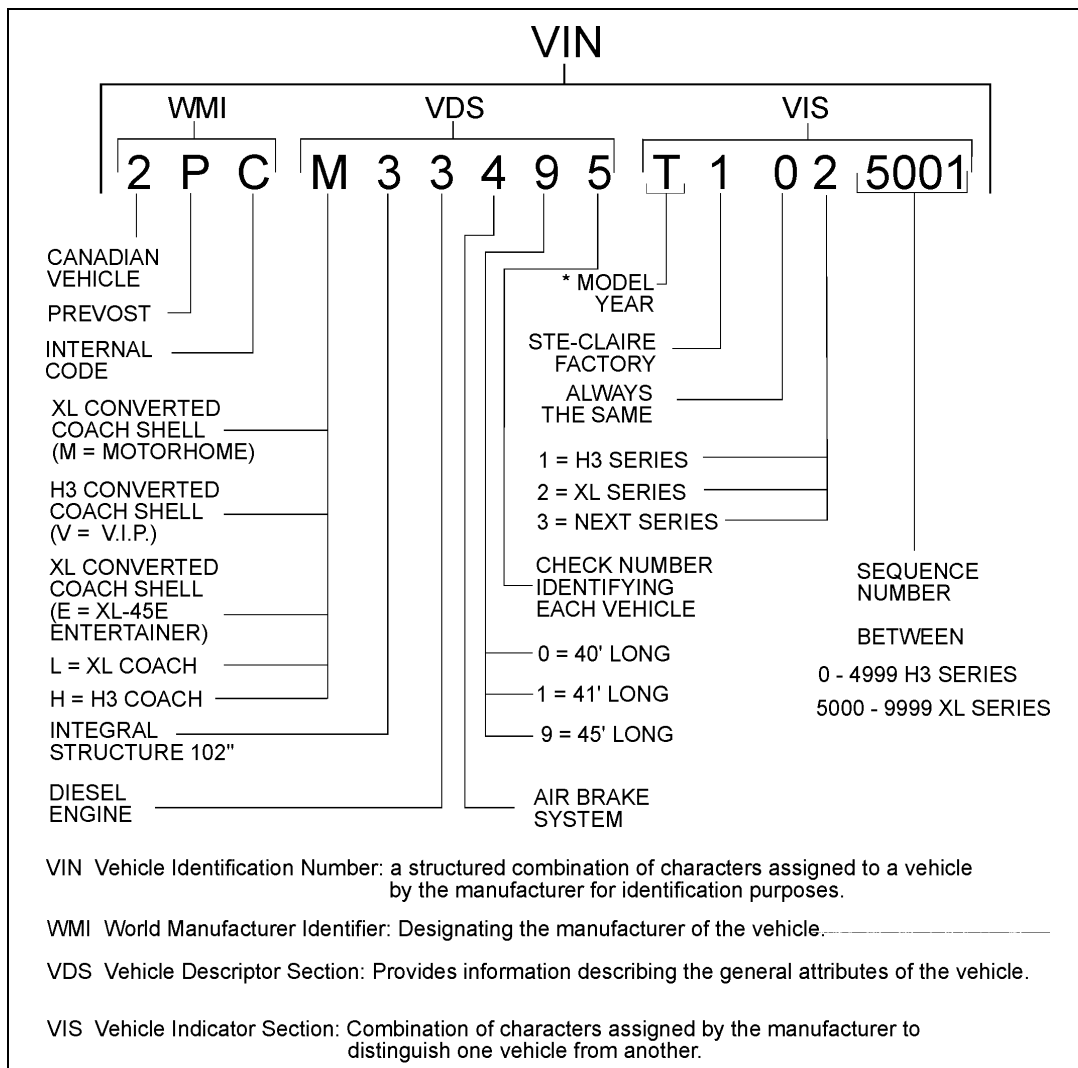 VIN
WMI VDS VIS
2 P C M 3 3 4 9 5 T 1 0 2 5001
CANADIAN
VEHICLE
PREVOST
INTERNAL
CODE
XL CONVERTED
COACH SHELL
(M = MOTORHOME)
H3 CONVERTED
COACH SHELL
(V = V.I.P.)
XL CONVERTED
COACH SHELL
(E = XL-45E
ENTERTAINER)
L = XL COACH
H = H3 COACH
INTEGRAL
STRUCTURE 102"
DIESEL
ENGINE
* MODEL
YEAR
STE-CLAIRE
FACTORY
ALWAYS
THE SAME
1 = H3 SERIES
2 = XL SERIES
3 = NEXT SERIES
CHECK NUMBER
IDENTIFYING
EACH VEHICLE
0 = 40' LONG
1 = 41' LONG
9 = 45' LONG
AIR BRAKE
SYSTEM
SEQUENCE
NUMBER
BETWEEN
0 - 4999 H3 SERIES
5000 - 9999 XL SERIES
VIN Vehicle Identification Number: a structured combination of characters assigned to a vehicle
by the manufacturer for identification purposes.
WMI World Manufacturer Identifier: Designating the manufacturer of the vehicle.
VDS Vehicle Descriptor Section: Provides information describing the general attributes of the vehicle.
VIS Vehicle Indicator Section: Combination of characters assigned by the manufacturer to
distinguish one vehicle from another.